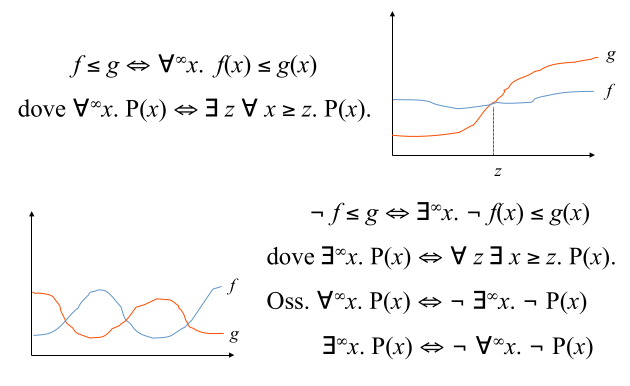 f ≤ g ⇔ ∀∞x. f(x) ≤ g(x)
dove ∀∞x. P(x) ⇔ ∃ z ∀ x ≥ z. P(x).
g
f
z
¬ f ≤ g ⇔ ∃∞x. ¬ f(x) ≤ g(x)
dove ∃∞x. P(x) ⇔ ∀ z ∃ x ≥ z. P(x).
Oss. ∀∞x. P(x) ⇔ ¬ ∃∞x. ¬ P(x)
∃∞x. P(x) ⇔ ¬ ∀∞x. ¬ P(x)
f
g